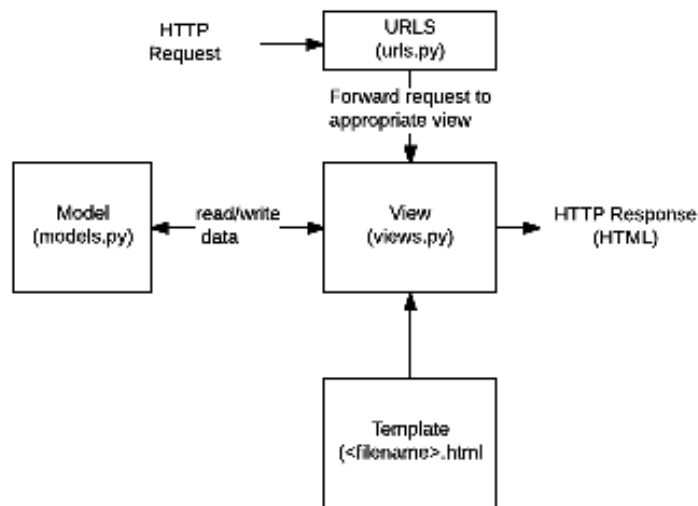 HTTP
Request
URLS
(urls.py)
Forward request to
appropriate view
Model
(models.py)
read/write
data
View
(views.py)
HTTP Response
(HTML)
Template
(<filename>.html